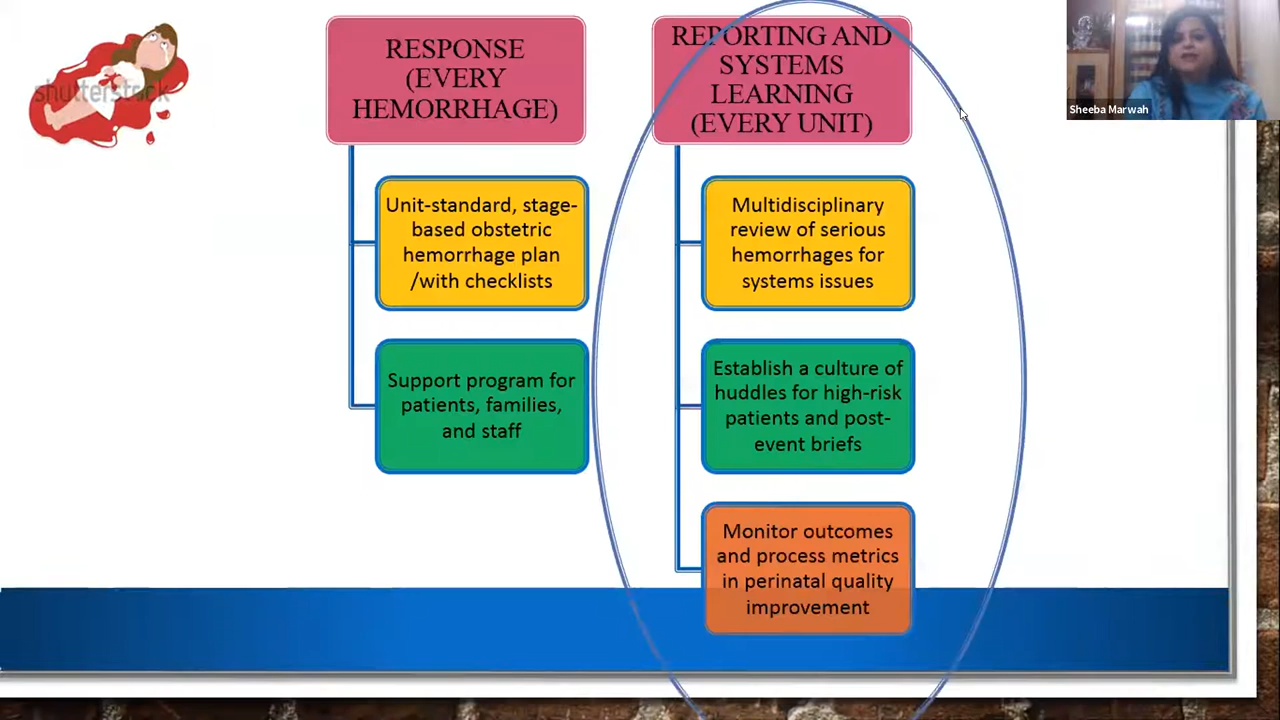 shutterstock
RESPONSE
(EVERY
HEMORRHAGE)
Unit-standard, stage-
based obstetric
hemorrhage plan
/with checklists
Support program for
patients, families,
and staff
REPORTING AND
SYSTEMS
LEARNING
(EVERY UNIT)
Multidisciplinary
review of serious
hemorrhages for
systems issues
Establish a culture of
huddles for high-risk
patients and post-
event briefs
Monitor outcomes
and process metrics
in perinatal quality
improvement
Sheeba Marwah